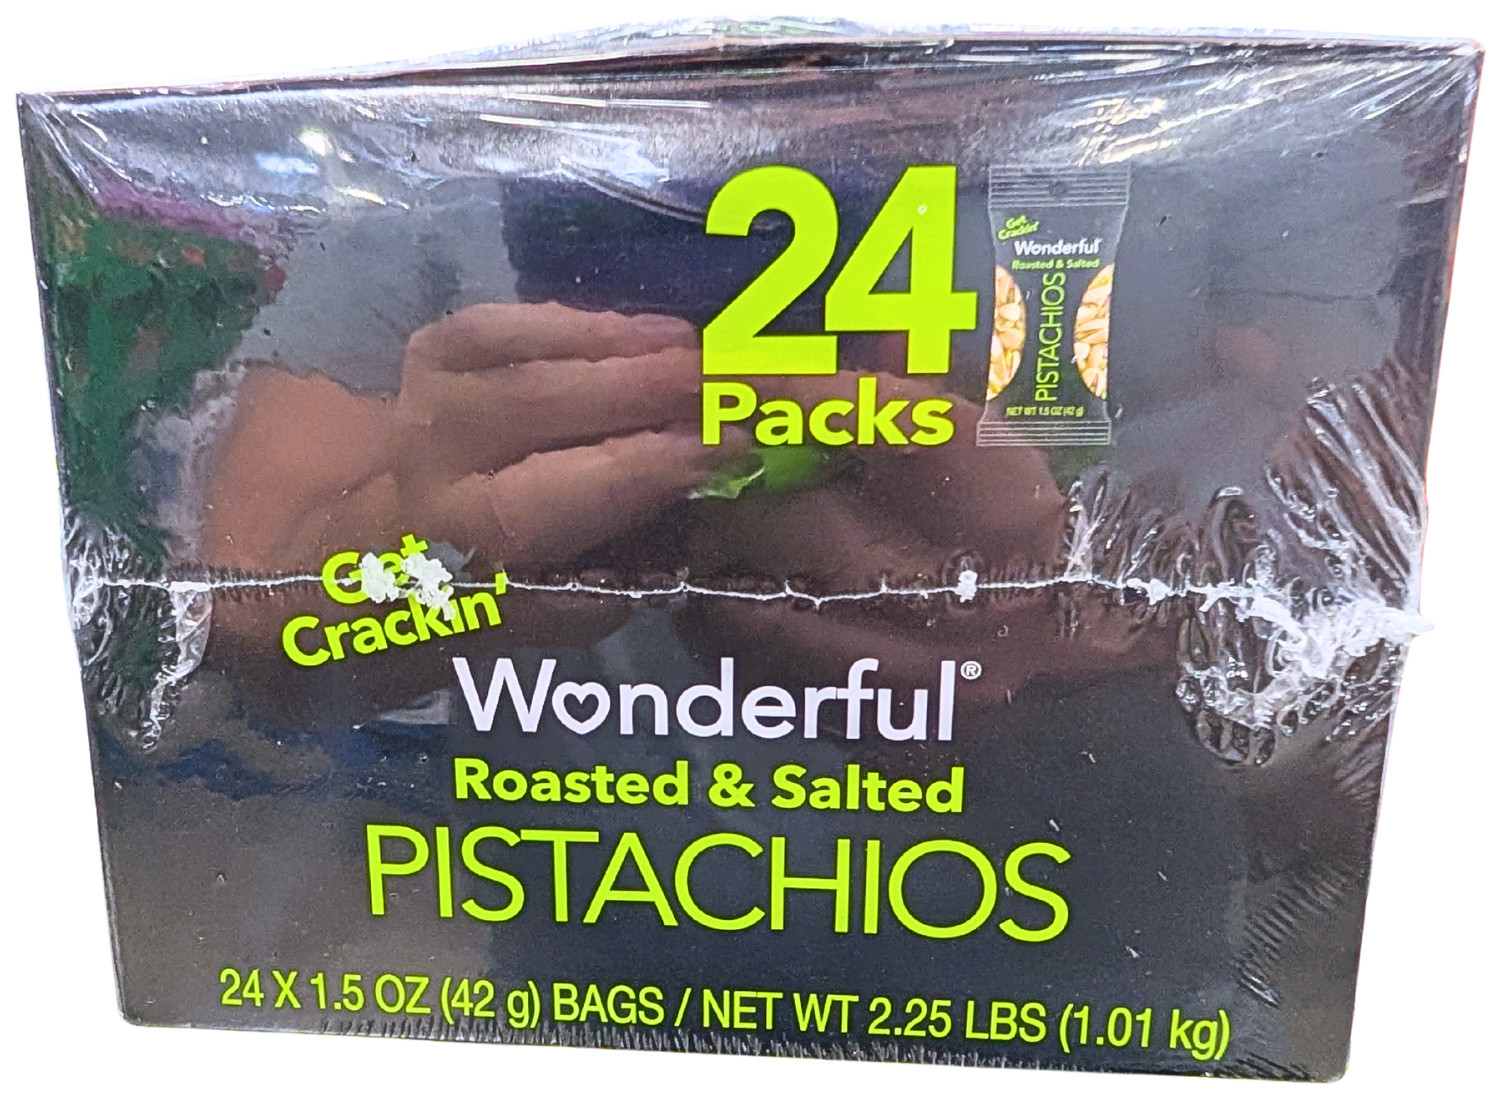 24
Packs
Get
Crackin'
Wonderful
Roasted & Salted
PISTACHIOS
NET WT 1.5 OZ (42 g)
Get
Crackin'
Wonderful®
Roasted & Salted
PISTACHIOS
24 X 1.5 OZ (42 g) BAGS / NET WT 2.25 LBS (1.01 kg)